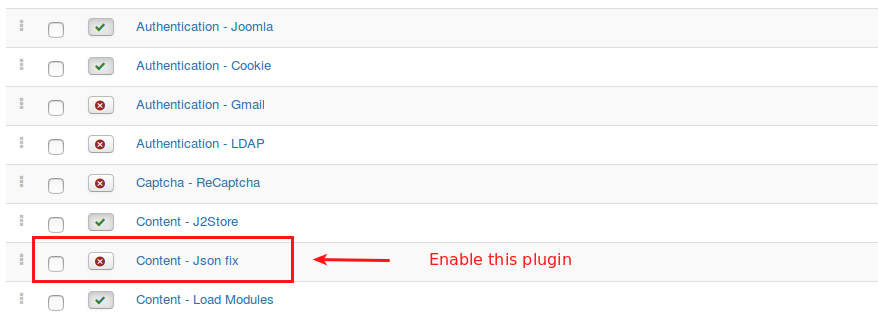 Authentication - Joomla
Authentication - Cookie
Authentication - Gmail
Authentication - LDAP
Captcha - ReCaptcha
Content - J2Store
Content - Json fix
Enable this plugin
Content - Load Modules